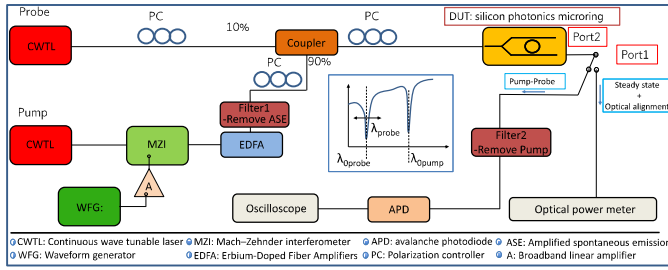 Probe
PC
10%
PC
DUT: silicon photonics microring
Port2
Port1
CWTL
Coupler
90%
PC
Pump-Probe
Steady state
+
Optical alignment
Filter1
-Remove ASE
λprobe
λ0probe
λ0pump
Pump
CWTL
MZI
EDFA
Filter2
-Remove Pump
A
WFG:
Oscilloscope
APD
Optical power meter
CWTL: Continuous wave tunable laser
MZI: Mach–Zehnder interferometer
APD: avalanche photodiode
ASE: Amplified spontaneous emission
WFG: Waveform generator
EDFA: Erbium-Doped Fiber Amplifiers
PC: Polarization controller
A: Broadband linear amplifier